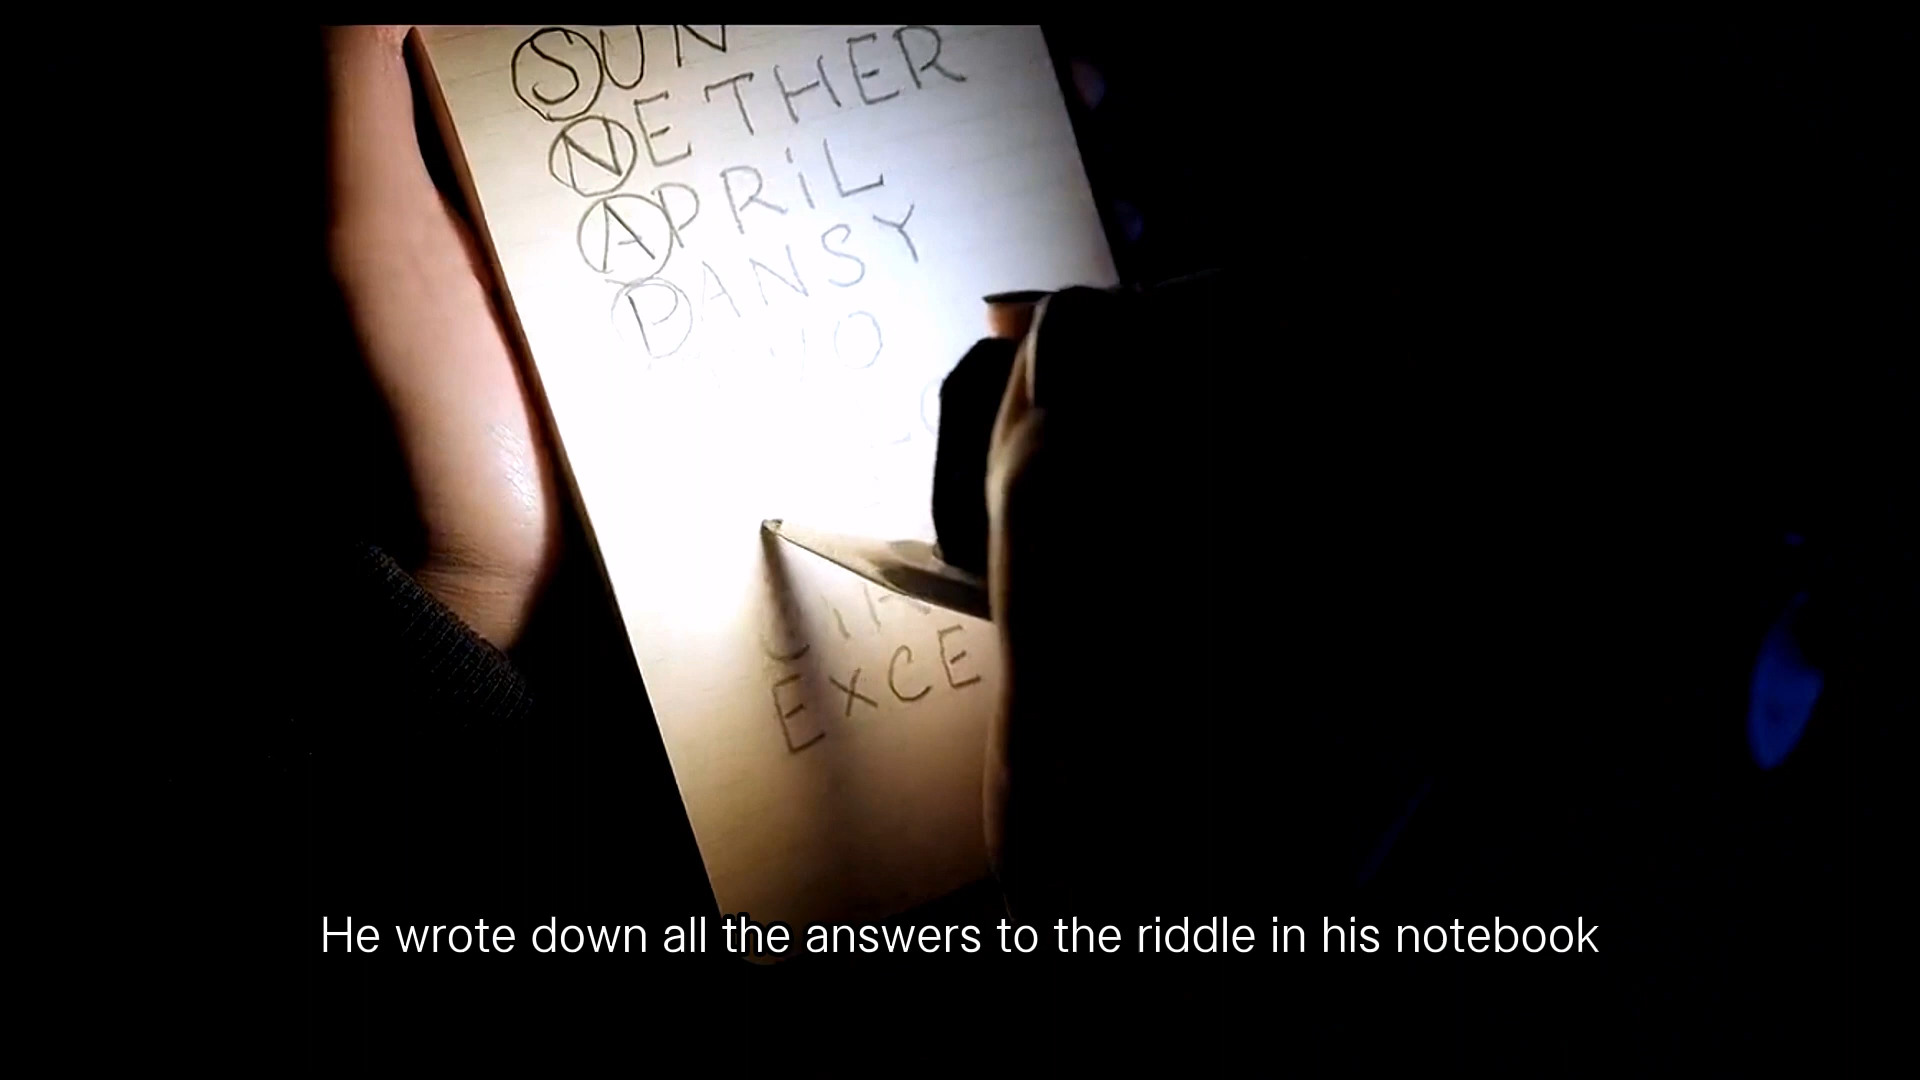 SUN
NETHER
APRiL
PANSY
EXCE
He wrote down all the answers to the riddle in his notebook